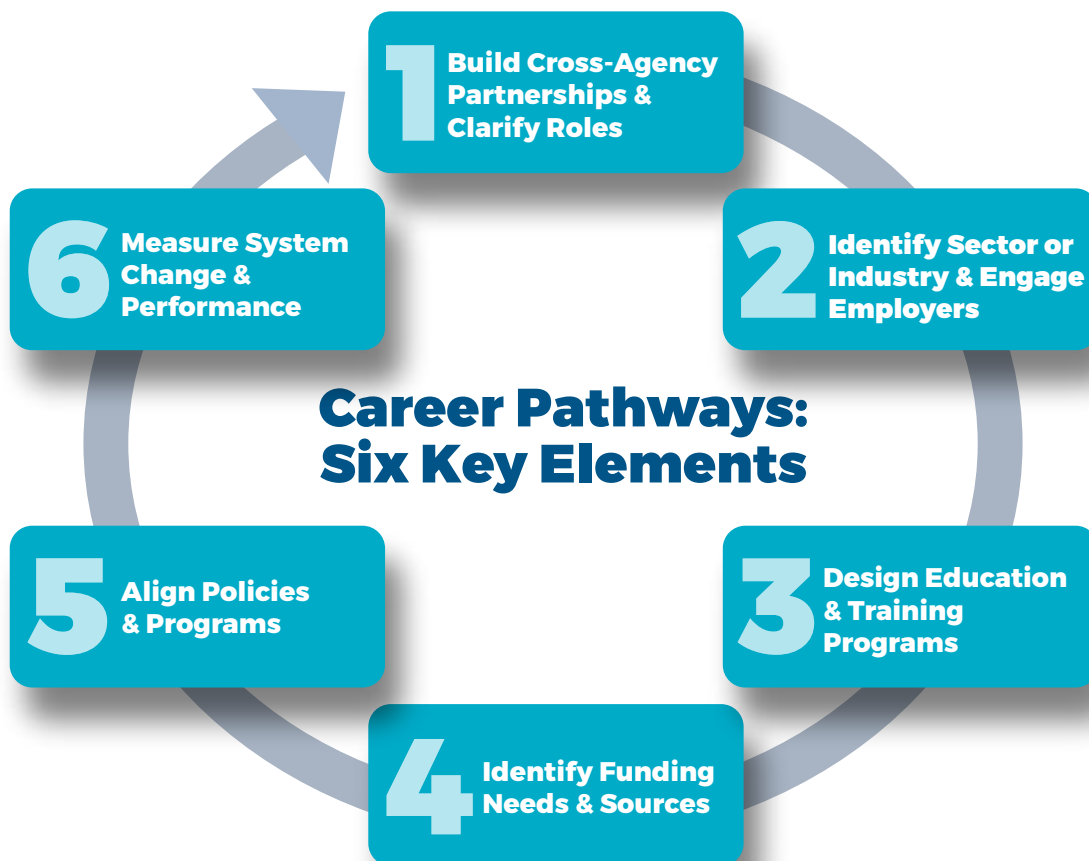 1
Build Cross-Agency
Partnerships &
Clarify Roles
2
Identify Sector or
Industry & Engage
Employers
3
Design Education
& Training
Programs
4
Identify Funding
Needs & Sources
5
Align Policies
& Programs
6
Measure System
Change &
Performance
Career Pathways:
Six Key Elements